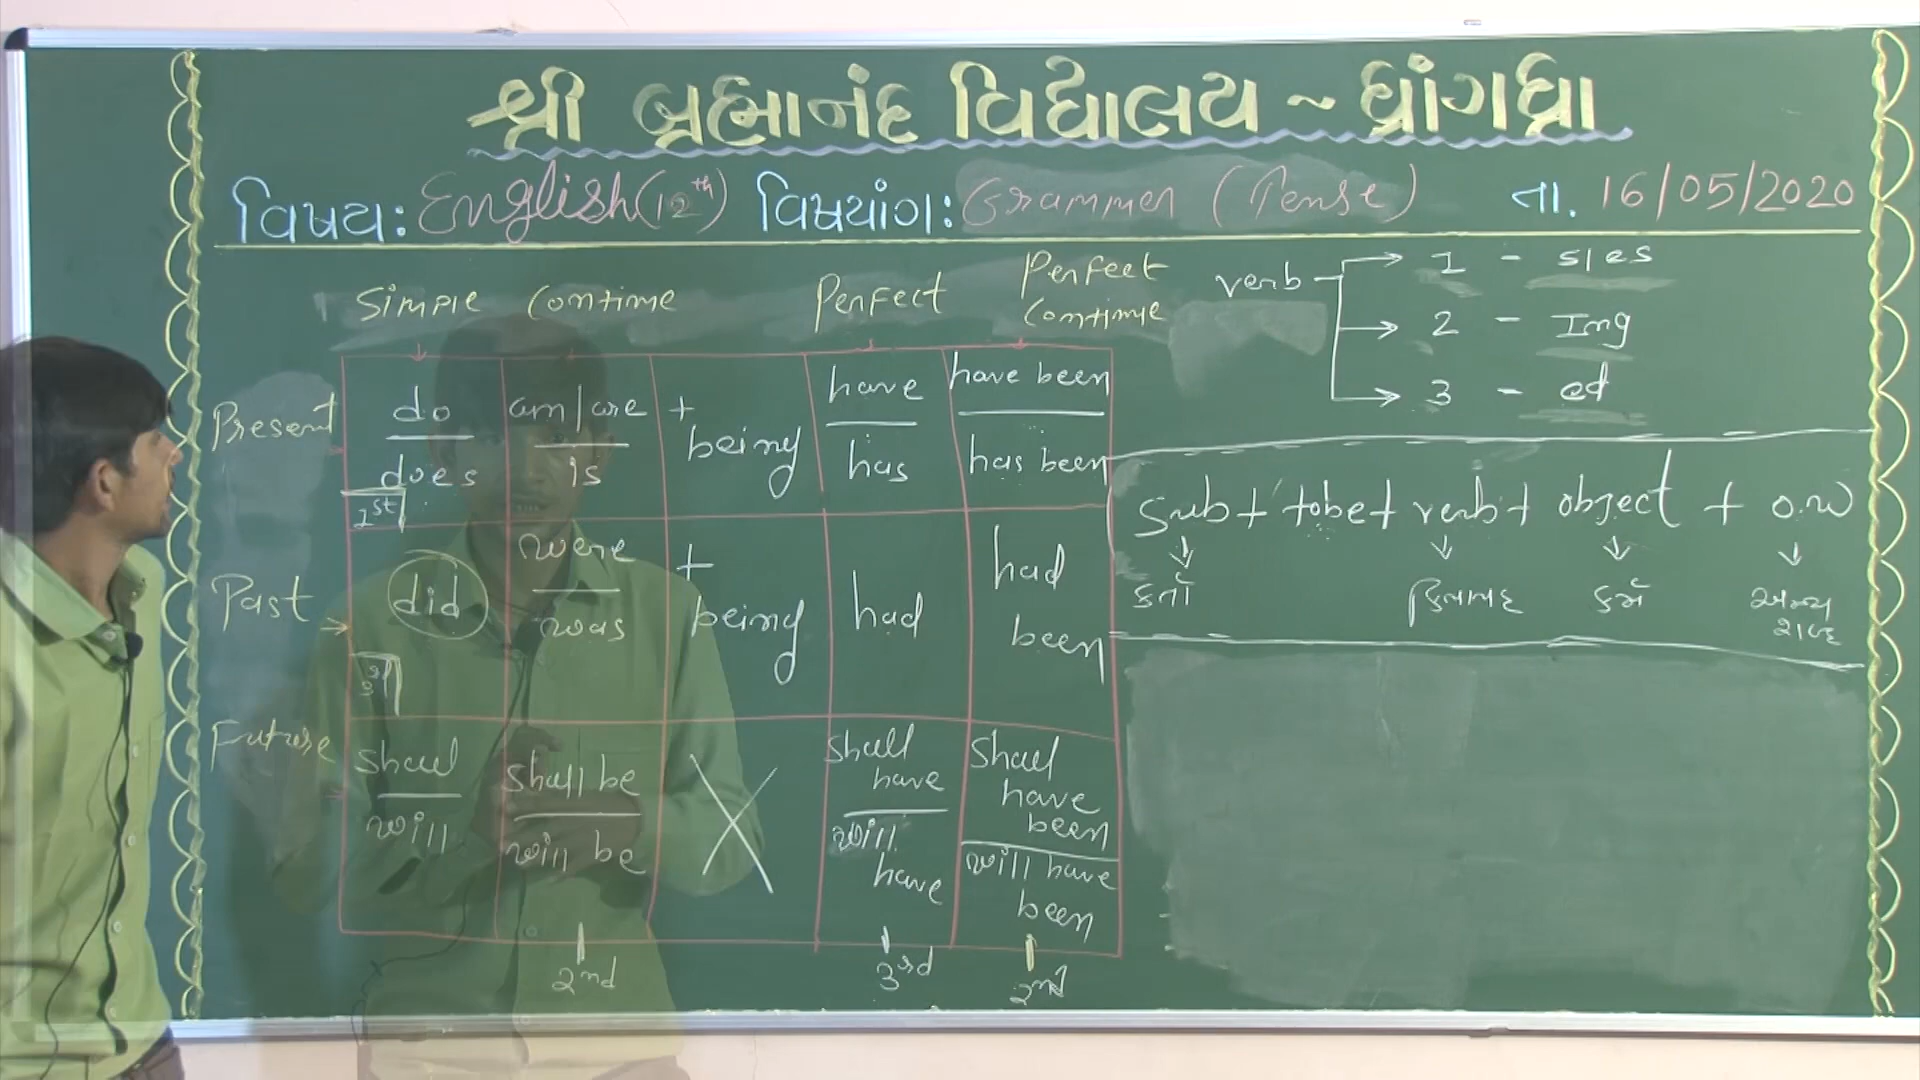 શ્રી બ્રહ્માનંદ વિદ્યાલય ~ ધ્રાંગધ્રા
વિષય: English (12th) વિષયાંગ: Grammer (Tense) તા. 16/05/2020
Simple Continue Perfect Perfect Continue
Present
do
does
1st
am/are
is
+ being
have
has
have been
has been
Past
did
were
was
+ being
had
had been
Future
shall
will
shall be
will be
X
shall have
will have
shall have been
will have been
2nd 3rd 2nd
verb
1 - s/es
2 - Ing
3 - ed
Sub + tobe + verb + object + o.w
કર્તા ક્રિયાપદ કર્મ અન્ય શબ્દ